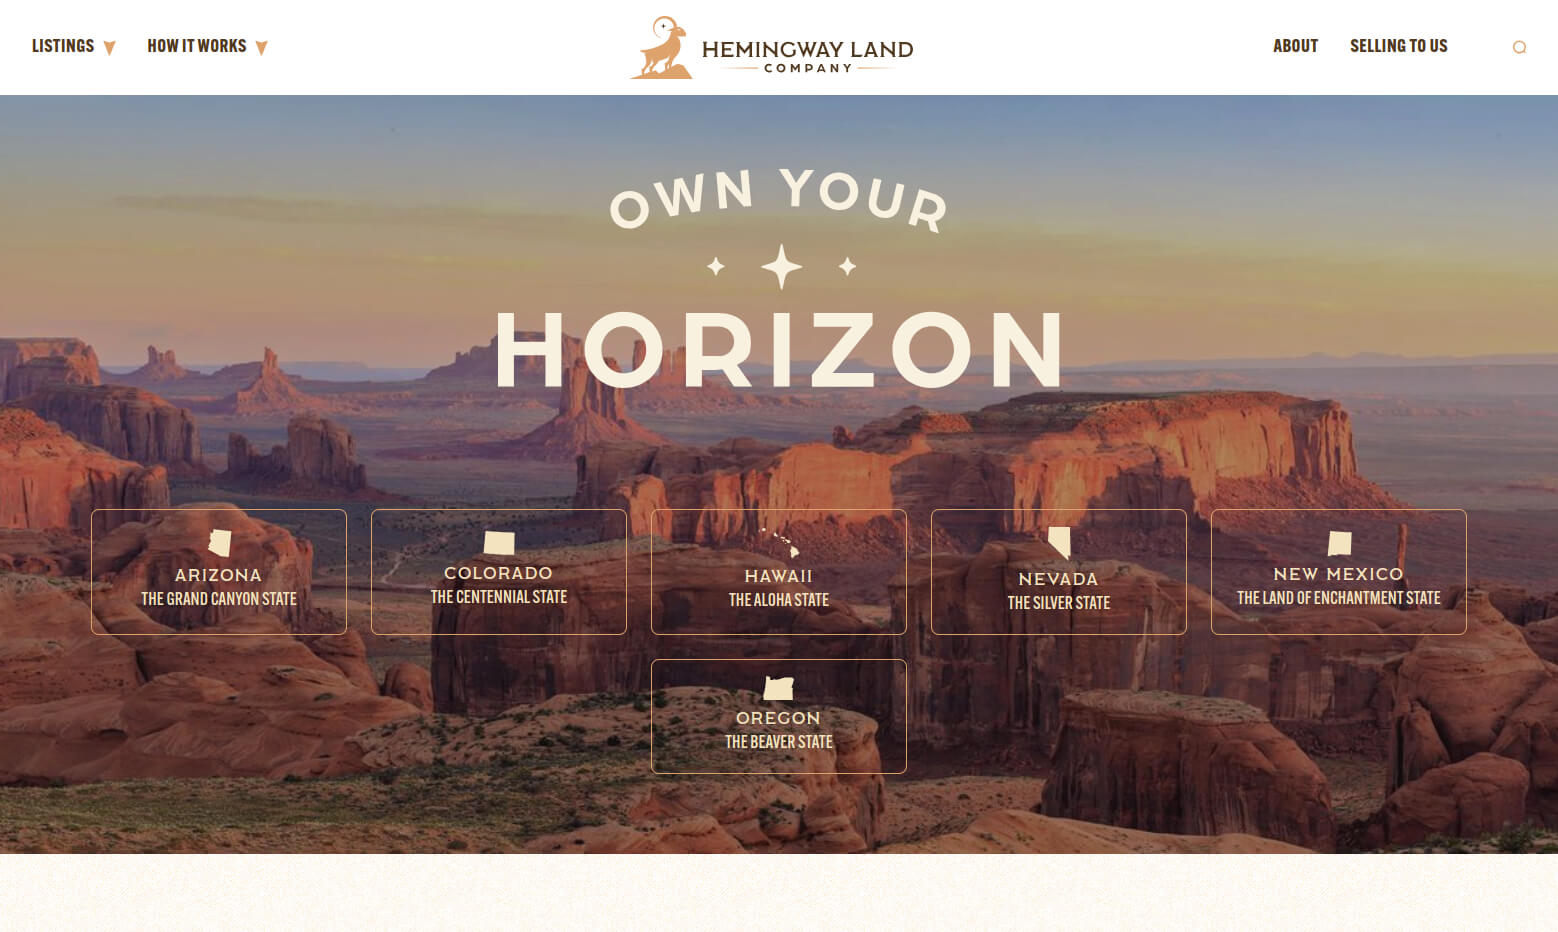 LISTINGS
HOW IT WORKS
HEMINGWAY LAND
COMPANY
ABOUT
SELLING TO US
OWN YOUR
HORIZON
ARIZONA
THE GRAND CANYON STATE
COLORADO
THE CENTENNIAL STATE
HAWAII
THE ALOHA STATE
NEVADA
THE SILVER STATE
NEW MEXICO
THE LAND OF ENCHANTMENT STATE
OREGON
THE BEAVER STATE